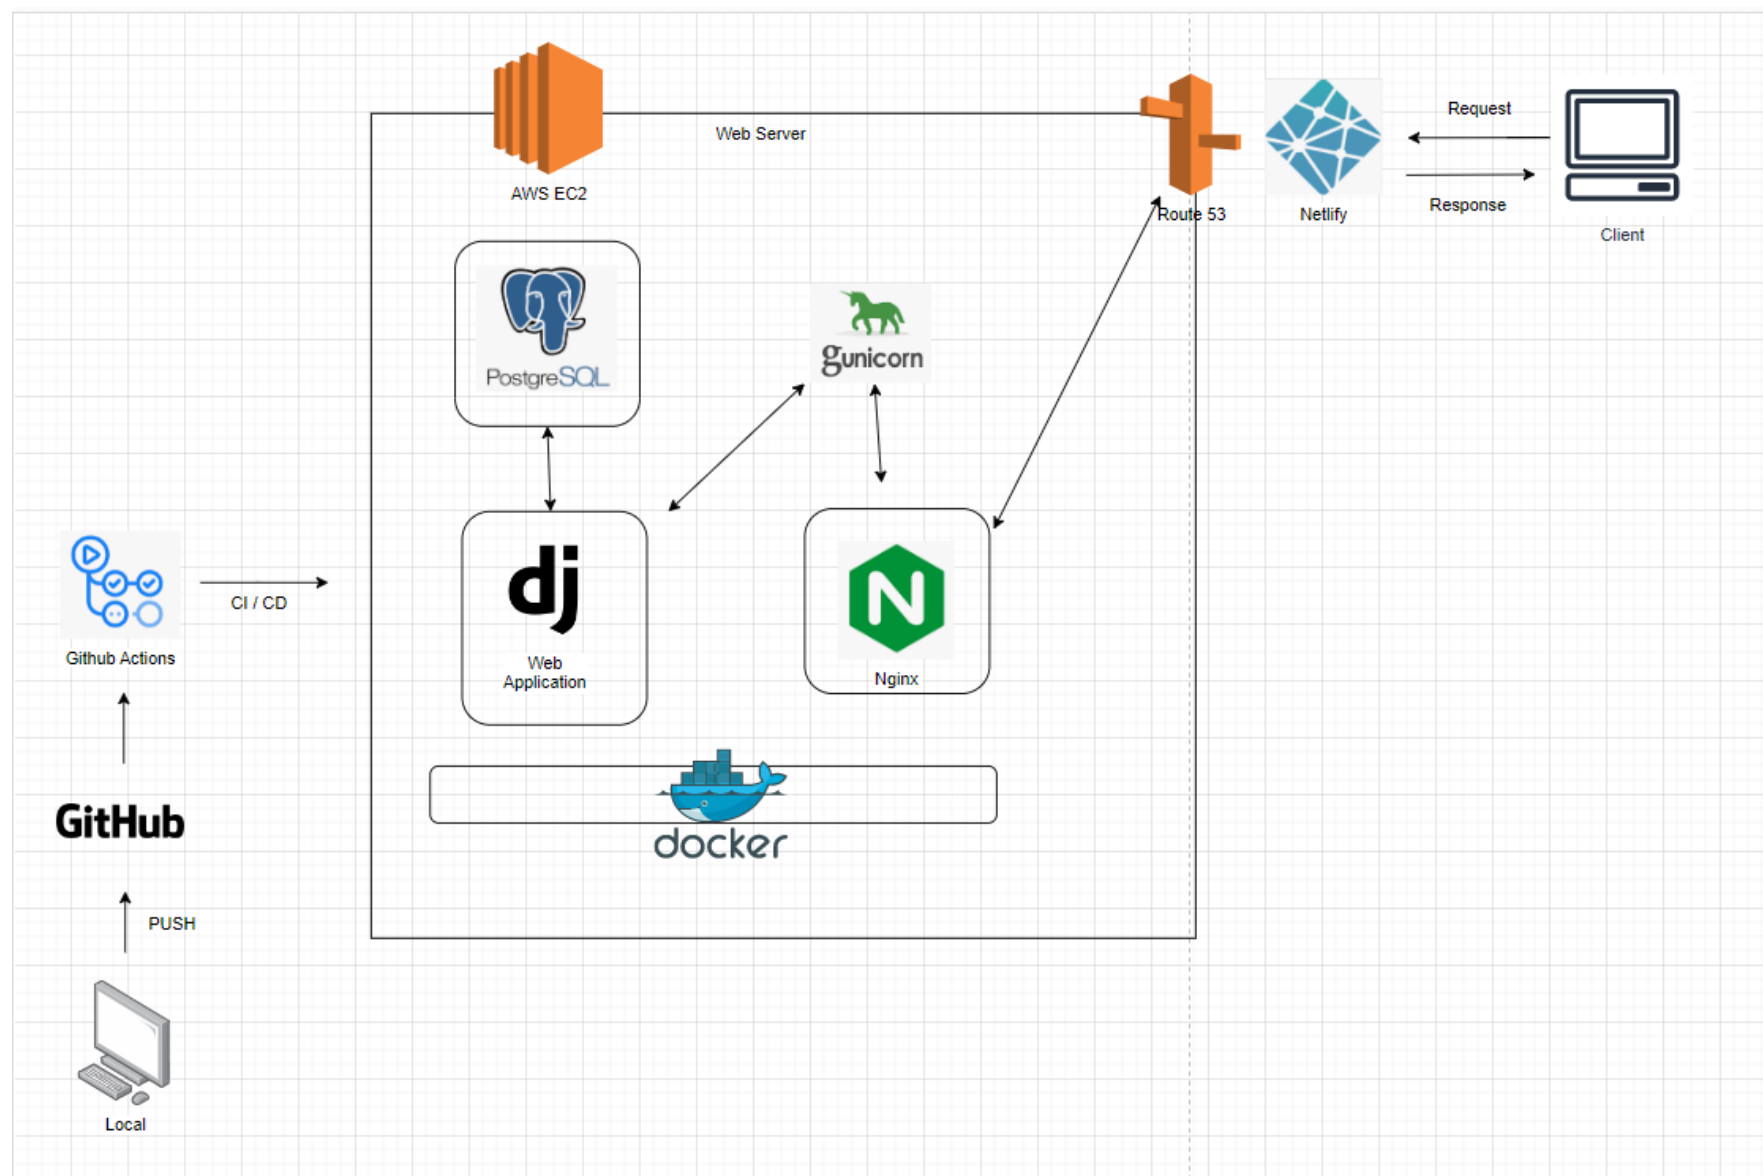 Web Server
AWS EC2
Route 53
Netlify
Request
Response
Client
PostgreSQL
gunicorn
dj
Web
Application
N
Nginx
docker
Github Actions
CI / CD
GitHub
PUSH
Local